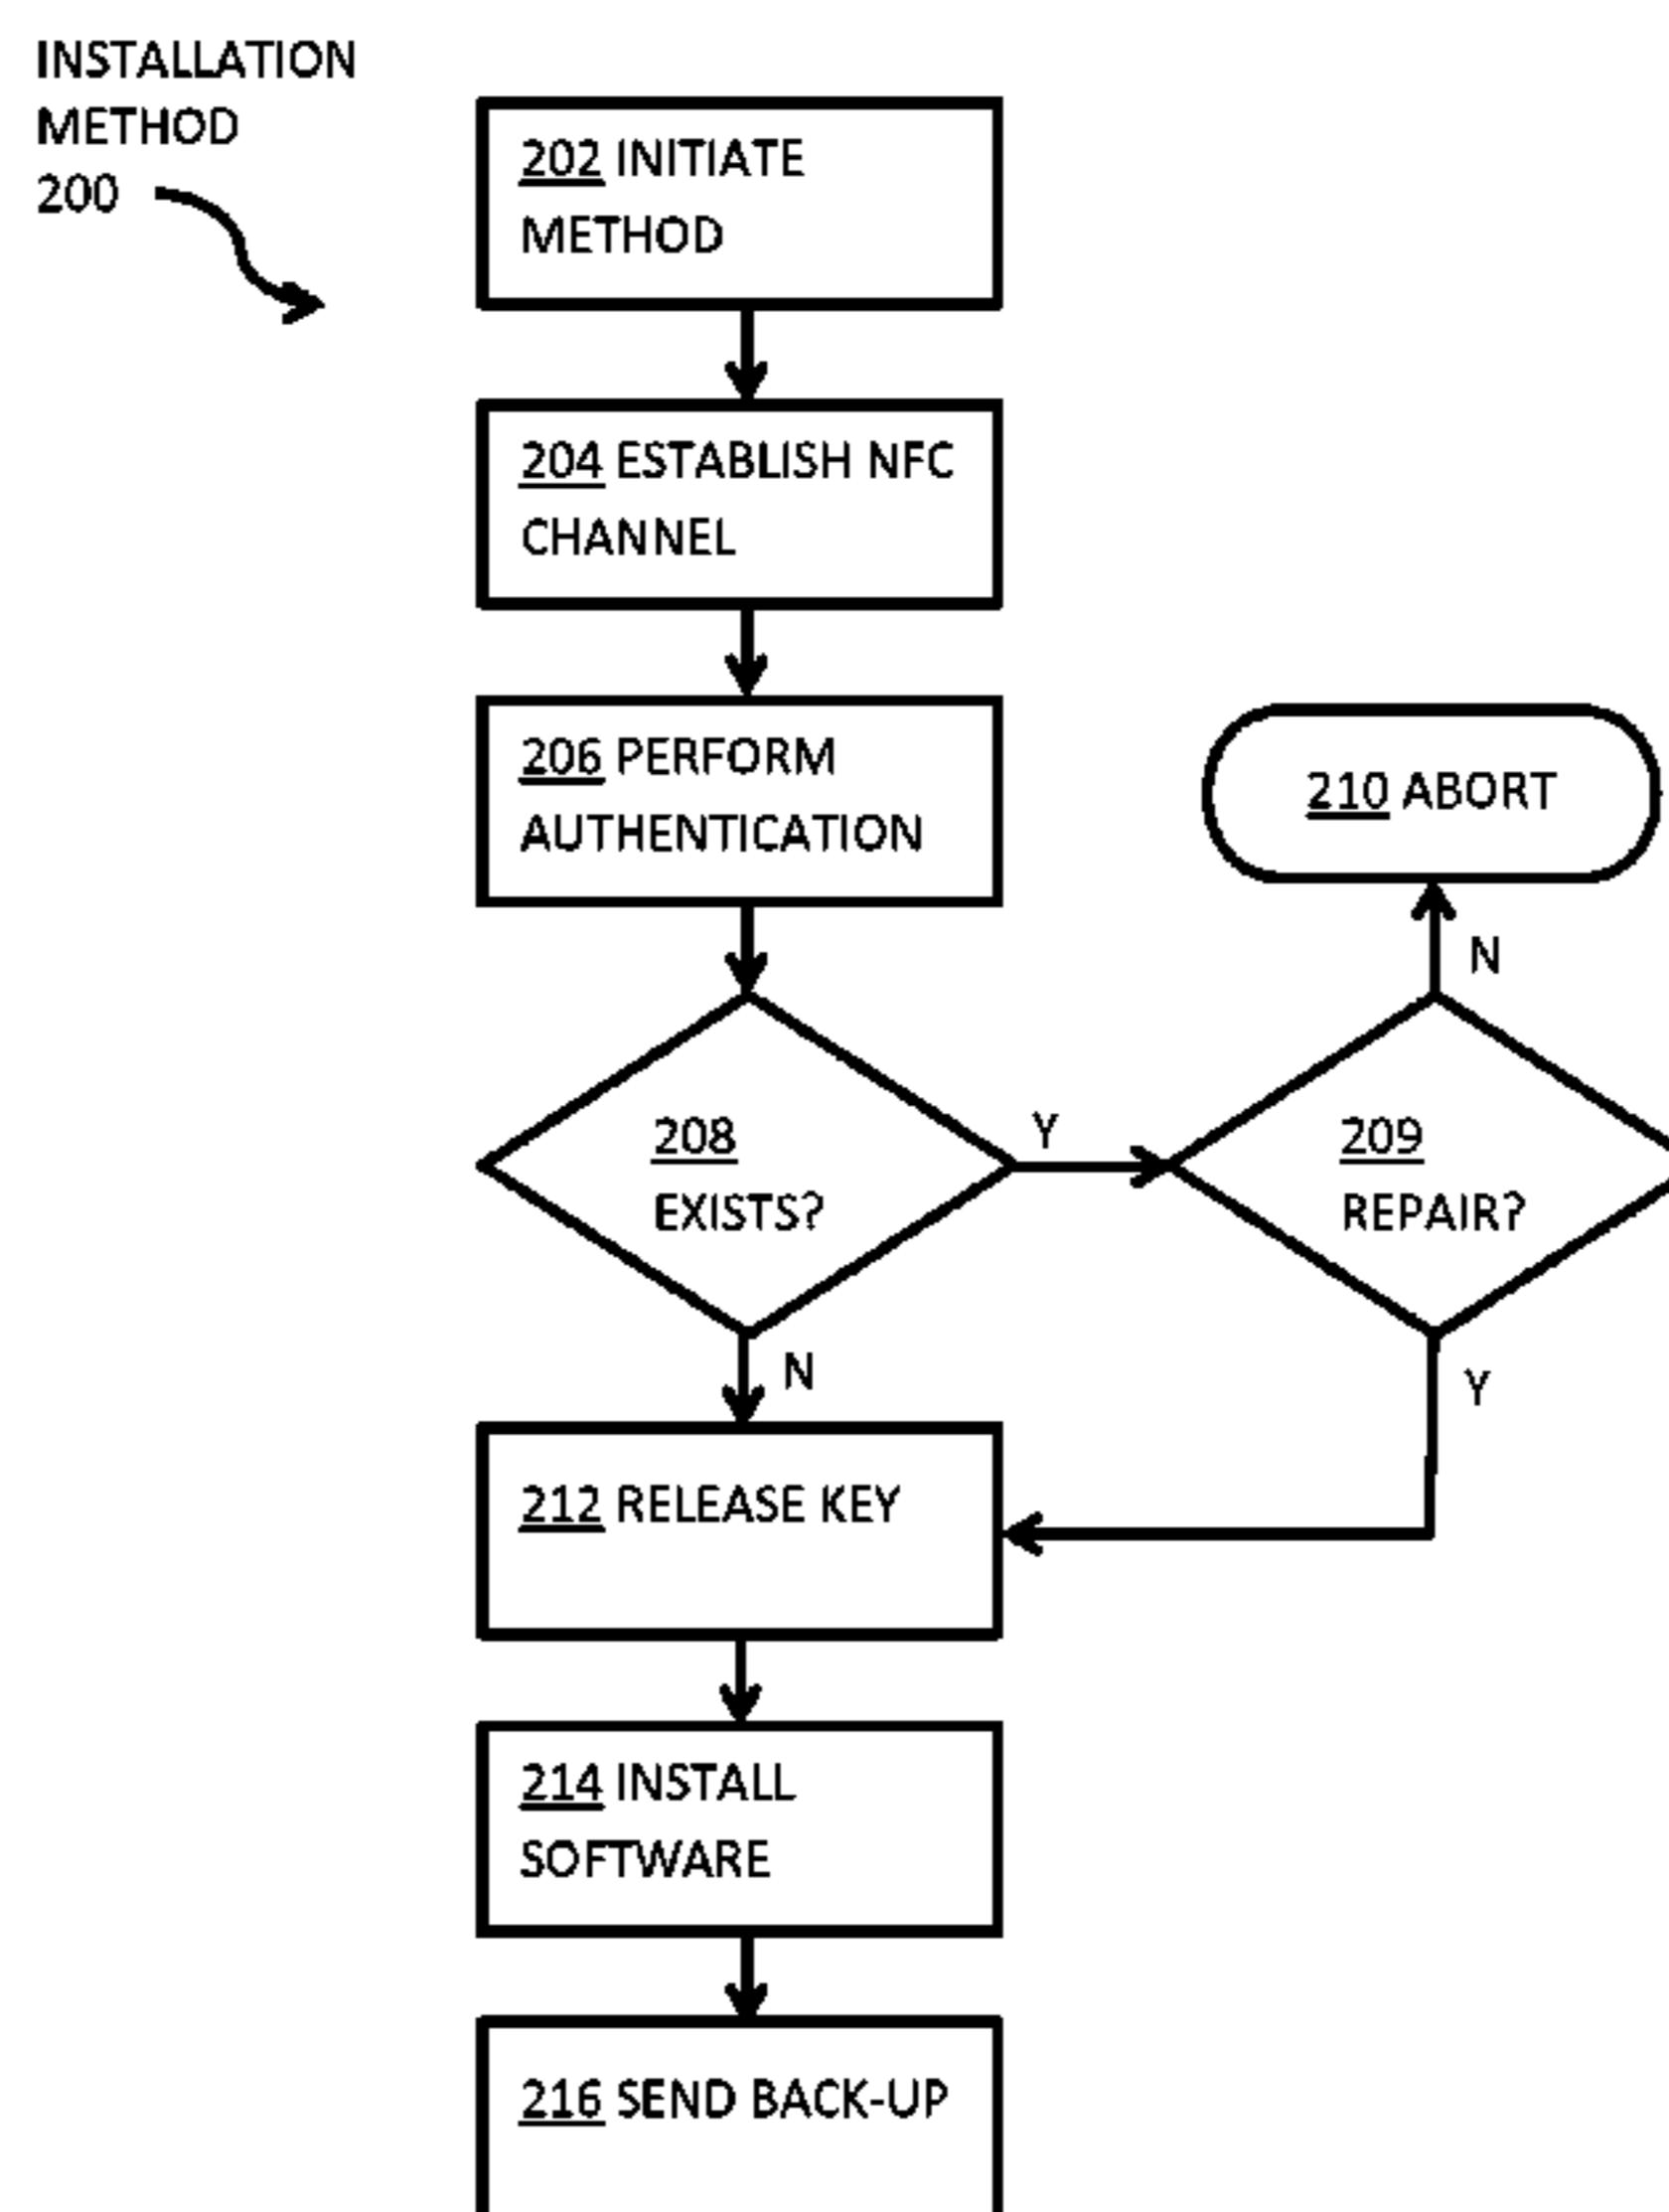 INSTALLATION
METHOD
200
202 INITIATE
METHOD
204 ESTABLISH NFC
CHANNEL
206 PERFORM
AUTHENTICATION
210 ABORT
N
208
EXISTS?
Y
209
REPAIR?
N
Y
212 RELEASE KEY
214 INSTALL
SOFTWARE
216 SEND BACK-UP